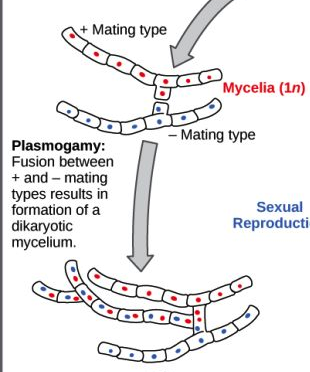 + Mating type
Mycelia (1n)
– Mating type
Plasmogamy:
Fusion between
+ and – mating
types results in
formation of a
dikaryotic
mycelium.
Sexual
Reproducti